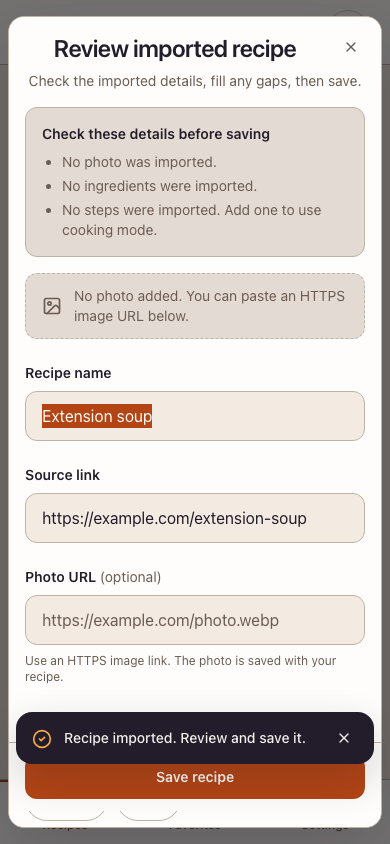 Review imported recipe
Check the imported details, fill any gaps, then save.
Check these details before saving
No photo was imported.
No ingredients were imported.
No steps were imported. Add one to use
cooking mode.
No photo added. You can paste an HTTPS
image URL below.
Recipe name
Extension soup
Source link
https://example.com/extension-soup
Photo URL (optional)
https://example.com/photo.webp
Use an HTTPS image link. The photo is saved with your
recipe.
Recipe imported. Review and save it.
Save recipe